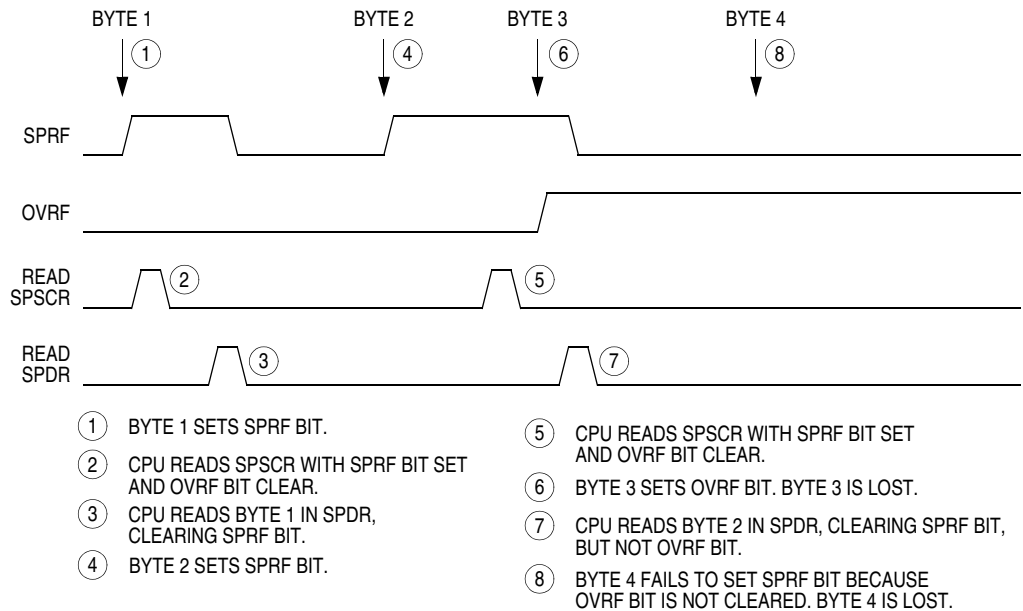 BYTE 1
BYTE 2
BYTE 3
BYTE 4
1
4
6
8
SPRF
OVRF
READ
SPSCR
2
5
READ
SPDR
3
7
1 BYTE 1 SETS SPRF BIT.
2 CPU READS SPSCR WITH SPRF BIT SET
AND OVRF BIT CLEAR.
3 CPU READS BYTE 1 IN SPDR,
CLEARING SPRF BIT.
4 BYTE 2 SETS SPRF BIT.
5 CPU READS SPSCR WITH SPRF BIT SET
AND OVRF BIT CLEAR.
6 BYTE 3 SETS OVRF BIT. BYTE 3 IS LOST.
7 CPU READS BYTE 2 IN SPDR, CLEARING SPRF BIT,
BUT NOT OVRF BIT.
8 BYTE 4 FAILS TO SET SPRF BIT BECAUSE
OVRF BIT IS NOT CLEARED. BYTE 4 IS LOST.